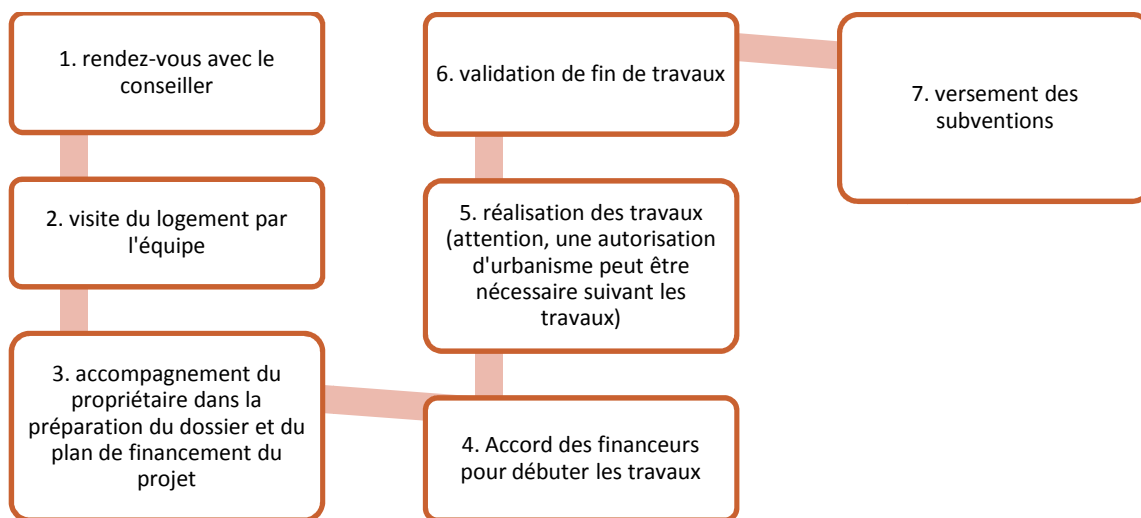 1. rendez-vous avec le
conseiller
2. visite du logement par
l'équipe
3. accompagnement du
propriétaire dans la
préparation du dossier et du
plan de financement du
projet
4. Accord des financeurs
pour débuter les travaux
5. réalisation des travaux
(attention, une autorisation
d'urbanisme peut être
nécessaire suivant les
travaux)
6. validation de fin de travaux
7. versement des
subventions